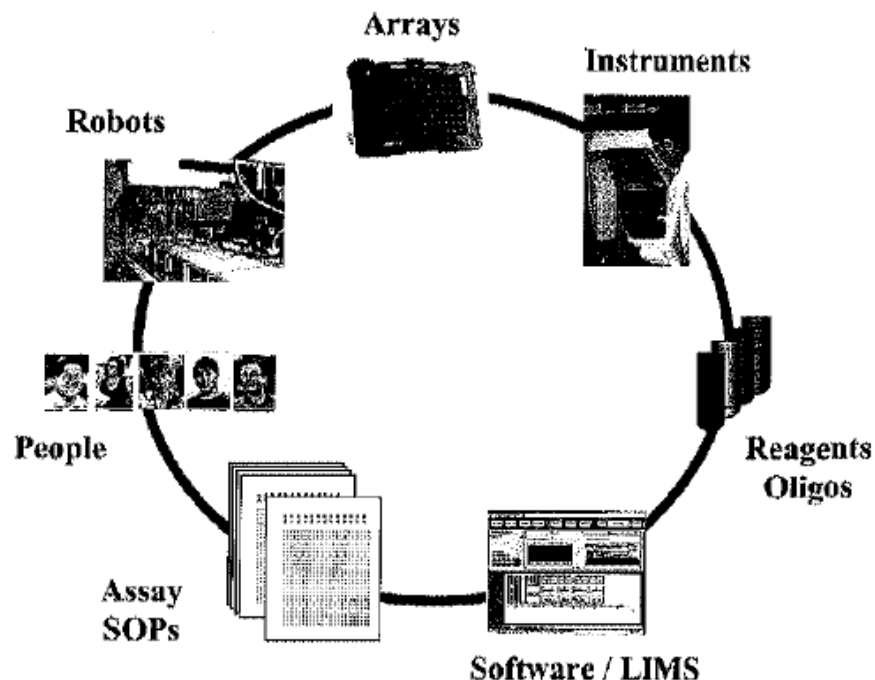 Arrays
Instruments
Robots
People
Reagents
Oligos
Assay
SOPs
Software / LIMS